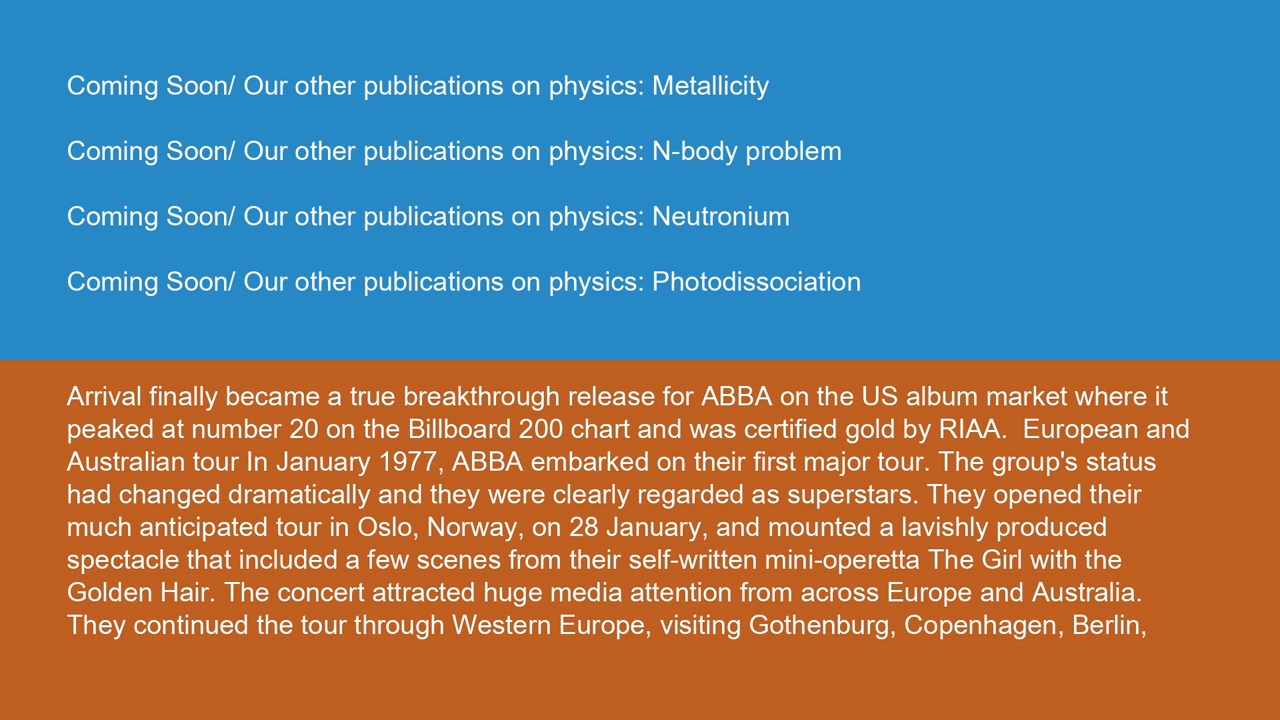 Coming Soon/ Our other publications on physics: Metallicity
Coming Soon/ Our other publications on physics: N-body problem
Coming Soon/ Our other publications on physics: Neutronium
Coming Soon/ Our other publications on physics: Photodissociation
Arrival finally became a true breakthrough release for ABBA on the US album market where it
peaked at number 20 on the Billboard 200 chart and was certified gold by RIAA.  European and
Australian tour In January 1977, ABBA embarked on their first major tour. The group's status
had changed dramatically and they were clearly regarded as superstars. They opened their
much anticipated tour in Oslo, Norway, on 28 January, and mounted a lavishly produced
spectacle that included a few scenes from their self-written mini-operetta The Girl with the
Golden Hair. The concert attracted huge media attention from across Europe and Australia.
They continued the tour through Western Europe, visiting Gothenburg, Copenhagen, Berlin,